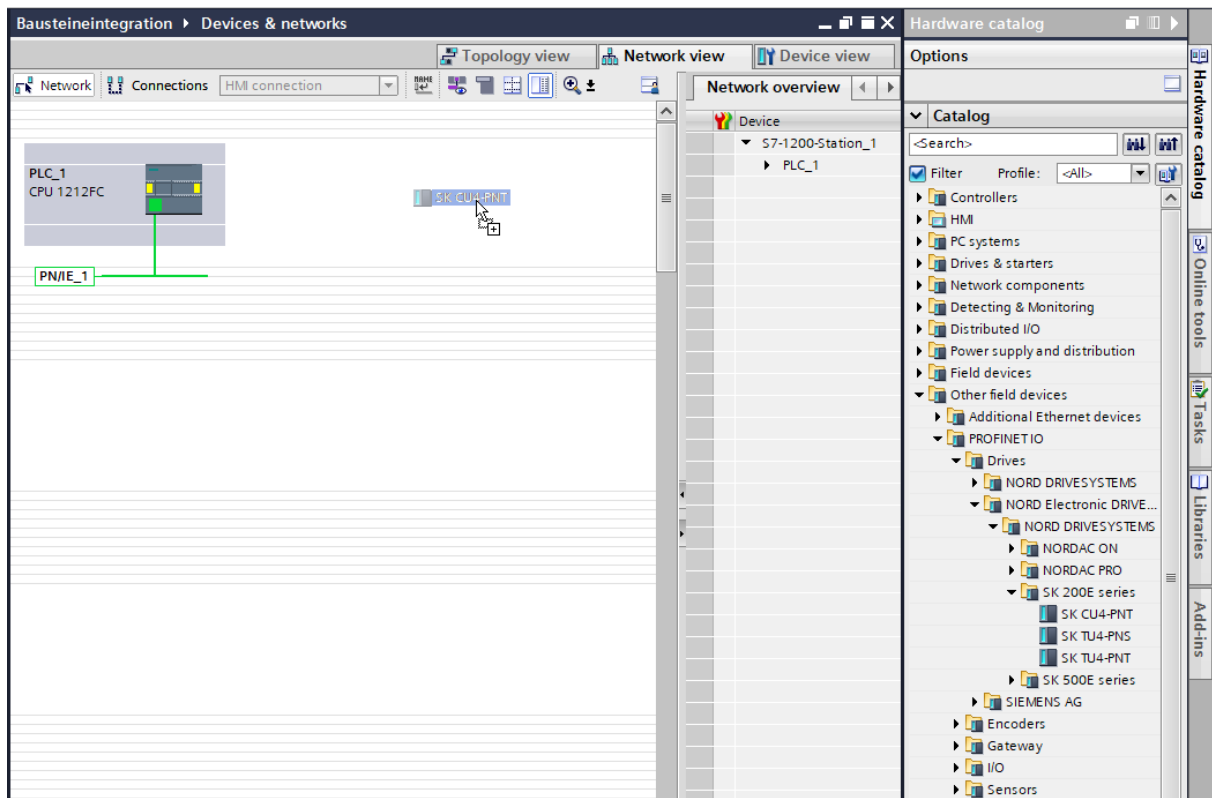 Bausteineintegration ▸ Devices & networks
Topology view
Network view
Device view
Network
Connections
HMI connection
Network overview
Device
S7-1200-Station_1
PLC_1
PLC_1
CPU 1212FC
SK CU4-PNT
PN/IE_1
Hardware catalog
Options
Catalog
<Search>
Filter
Profile:
<All>
Controllers
HMI
PC systems
Drives & starters
Network components
Detecting & Monitoring
Distributed I/O
Power supply and distribution
Field devices
Other field devices
Additional Ethernet devices
PROFINET IO
Drives
NORD DRIVESYSTEMS
NORD Electronic DRIVE...
NORD DRIVESYSTEMS
NORDAC ON
NORDAC PRO
SK 200E series
SK CU4-PNT
SK TU4-PNS
SK TU4-PNT
SK 500E series
SIEMENS AG
Encoders
Gateway
I/O
Sensors
Hardware catalog
Online tools
Tasks
Libraries
Add-ins